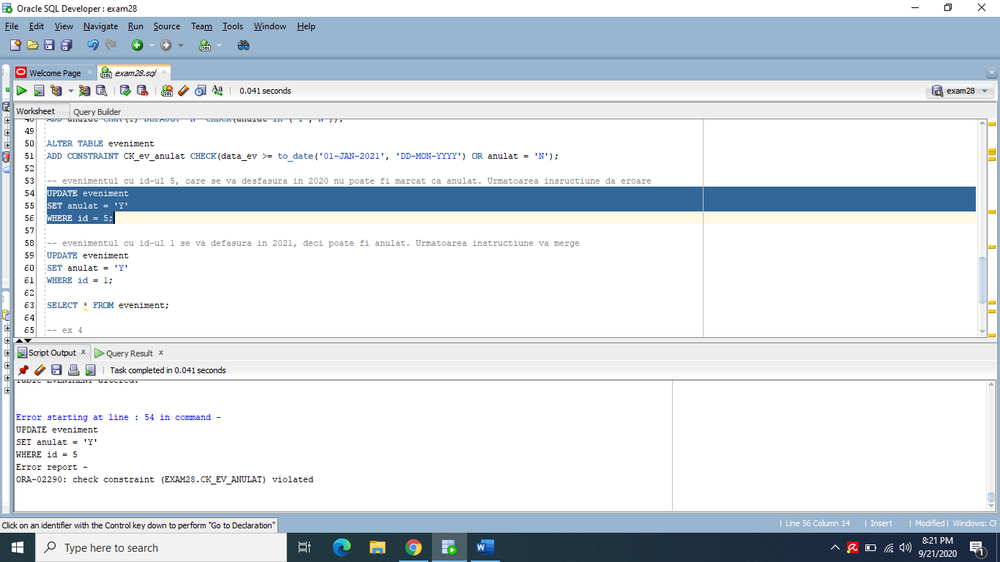 Oracle SQL Developer : exam28
File Edit View Navigate Run Source Team Tools Window Help
Welcome Page exam28.sql
0.041 seconds
exam28
Worksheet Query Builder
49
50 ALTER TABLE eveniment
51 ADD CONSTRAINT CK_ev_anulat CHECK(data_ev >= to_date('01-JAN-2021', 'DD-MON-YYYY') OR anulat = 'N');
52
53 -- evenimentul cu id-ul 5, care se va desfasura in 2020 nu poate fi marcat ca anulat. Urmatoarea insructiune da eroare
54 UPDATE eveniment
55 SET anulat = 'Y'
56 WHERE id = 5;
57
58 -- evenimentul cu id-ul 1 se va defasura in 2021, deci poate fi anulat. Urmatoarea instructiune va merge
59 UPDATE eveniment
60 SET anulat = 'Y'
61 WHERE id = 1;
62
63 SELECT * FROM eveniment;
64
65 -- ex 4
Script Output x Query Result x
Task completed in 0.041 seconds
Table EVENIMENT altered.
Error starting at line : 54 in command -
UPDATE eveniment
SET anulat = 'Y'
WHERE id = 5
Error report -
ORA-02290: check constraint (EXAM28.CK_EV_ANULAT) violated
Click on an identifier with the Control key down to perform "Go to Declaration"
Line 56 Column 14 Insert Modified Windows:
Type here to search
8:21 PM
9/21/2020
1